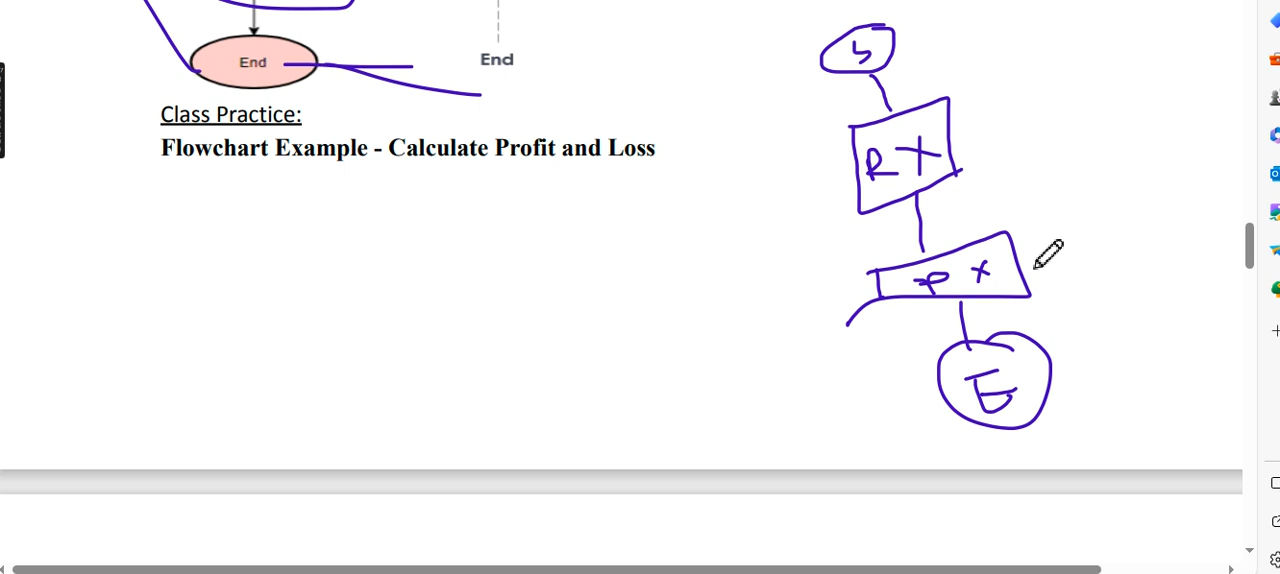 End
End
Class Practice:
Flowchart Example - Calculate Profit and Loss
S
R X
P X
E